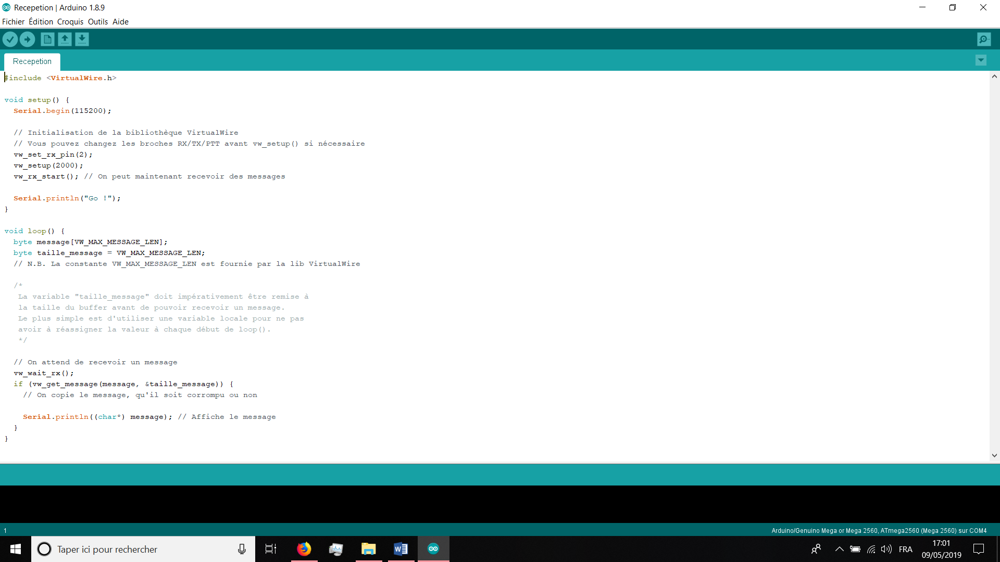 Recepetion | Arduino 1.8.9
Fichier Édition Croquis Outils Aide
Recepetion
#include <VirtualWire.h>
void setup() {
Serial.begin(115200);
// Initialisation de la bibliothèque VirtualWire
// Vous pouvez changez les broches RX/TX/PTT avant vw_setup() si nécessaire
vw_set_rx_pin(2);
vw_setup(2000);
vw_rx_start(); // On peut maintenant recevoir des messages
Serial.println("Go !");
}
void loop() {
byte message[VW_MAX_MESSAGE_LEN];
byte taille_message = VW_MAX_MESSAGE_LEN;
// N.B. La constante VW_MAX_MESSAGE_LEN est fournie par la lib VirtualWire
/*
La variable "taille_message" doit impérativement être remise à
la taille du buffer avant de pouvoir recevoir un message.
Le plus simple est d'utiliser une variable locale pour ne pas
avoir à réassigner la valeur à chaque début de loop().
*/
// On attend de recevoir un message
vw_wait_rx();
if (vw_get_message(message, &taille_message)) {
// On copie le message, qu'il soit corrompu ou non
Serial.println((char*) message); // Affiche le message
}
}
1
Arduino/Genuino Mega or Mega 2560, ATmega2560 (Mega 2560) sur COM4
Taper ici pour rechercher
FRA
17:01
09/05/2019